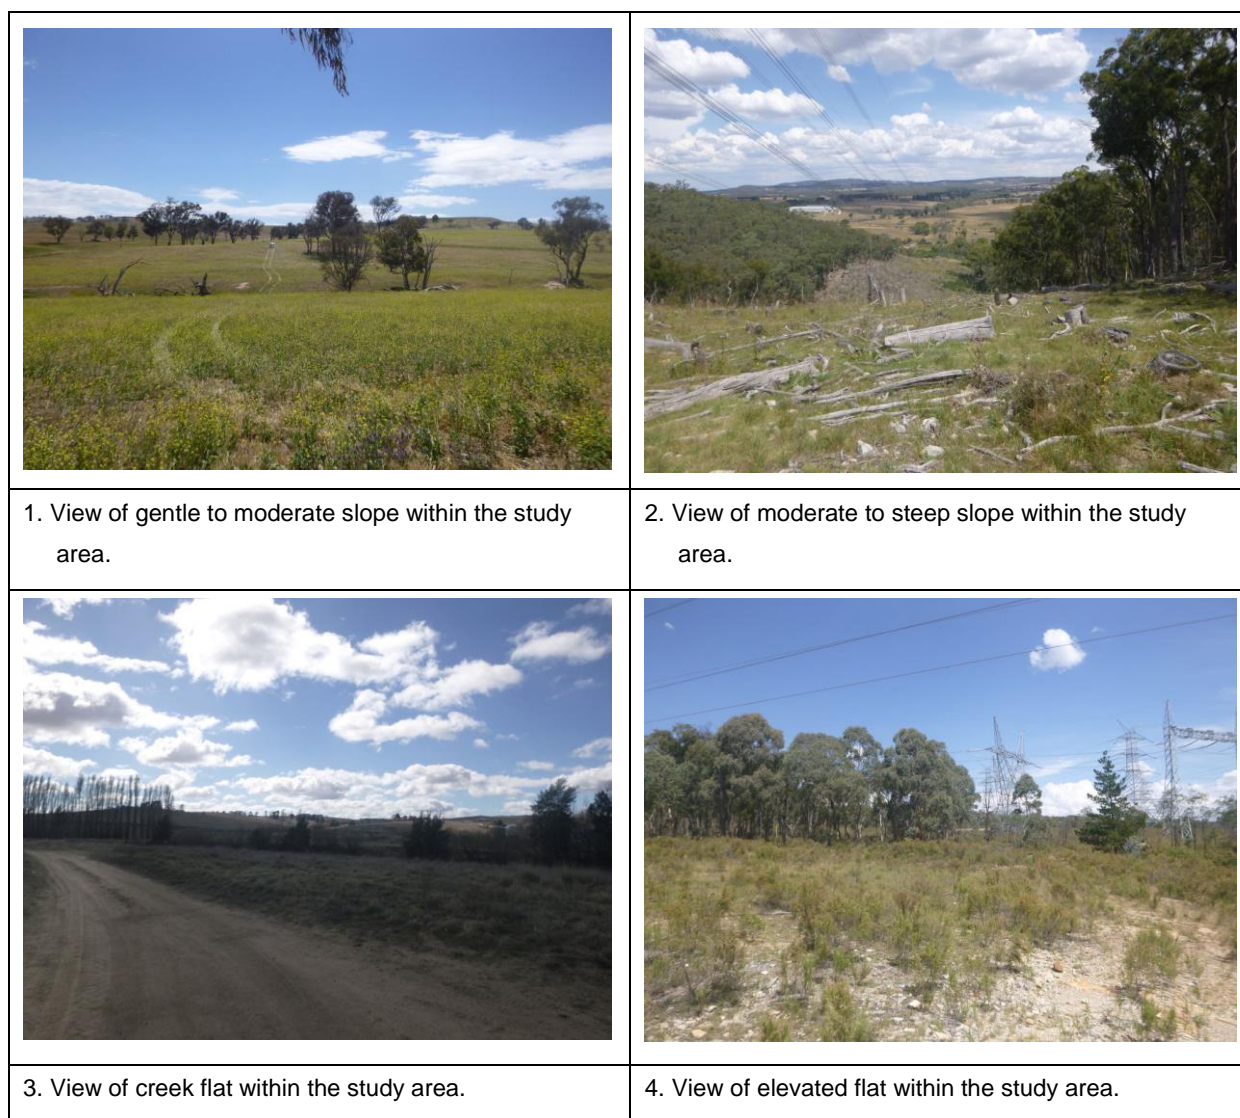 1. View of gentle to moderate slope within the study
area.
2. View of moderate to steep slope within the study
area.
3. View of creek flat within the study area.
4. View of elevated flat within the study area.